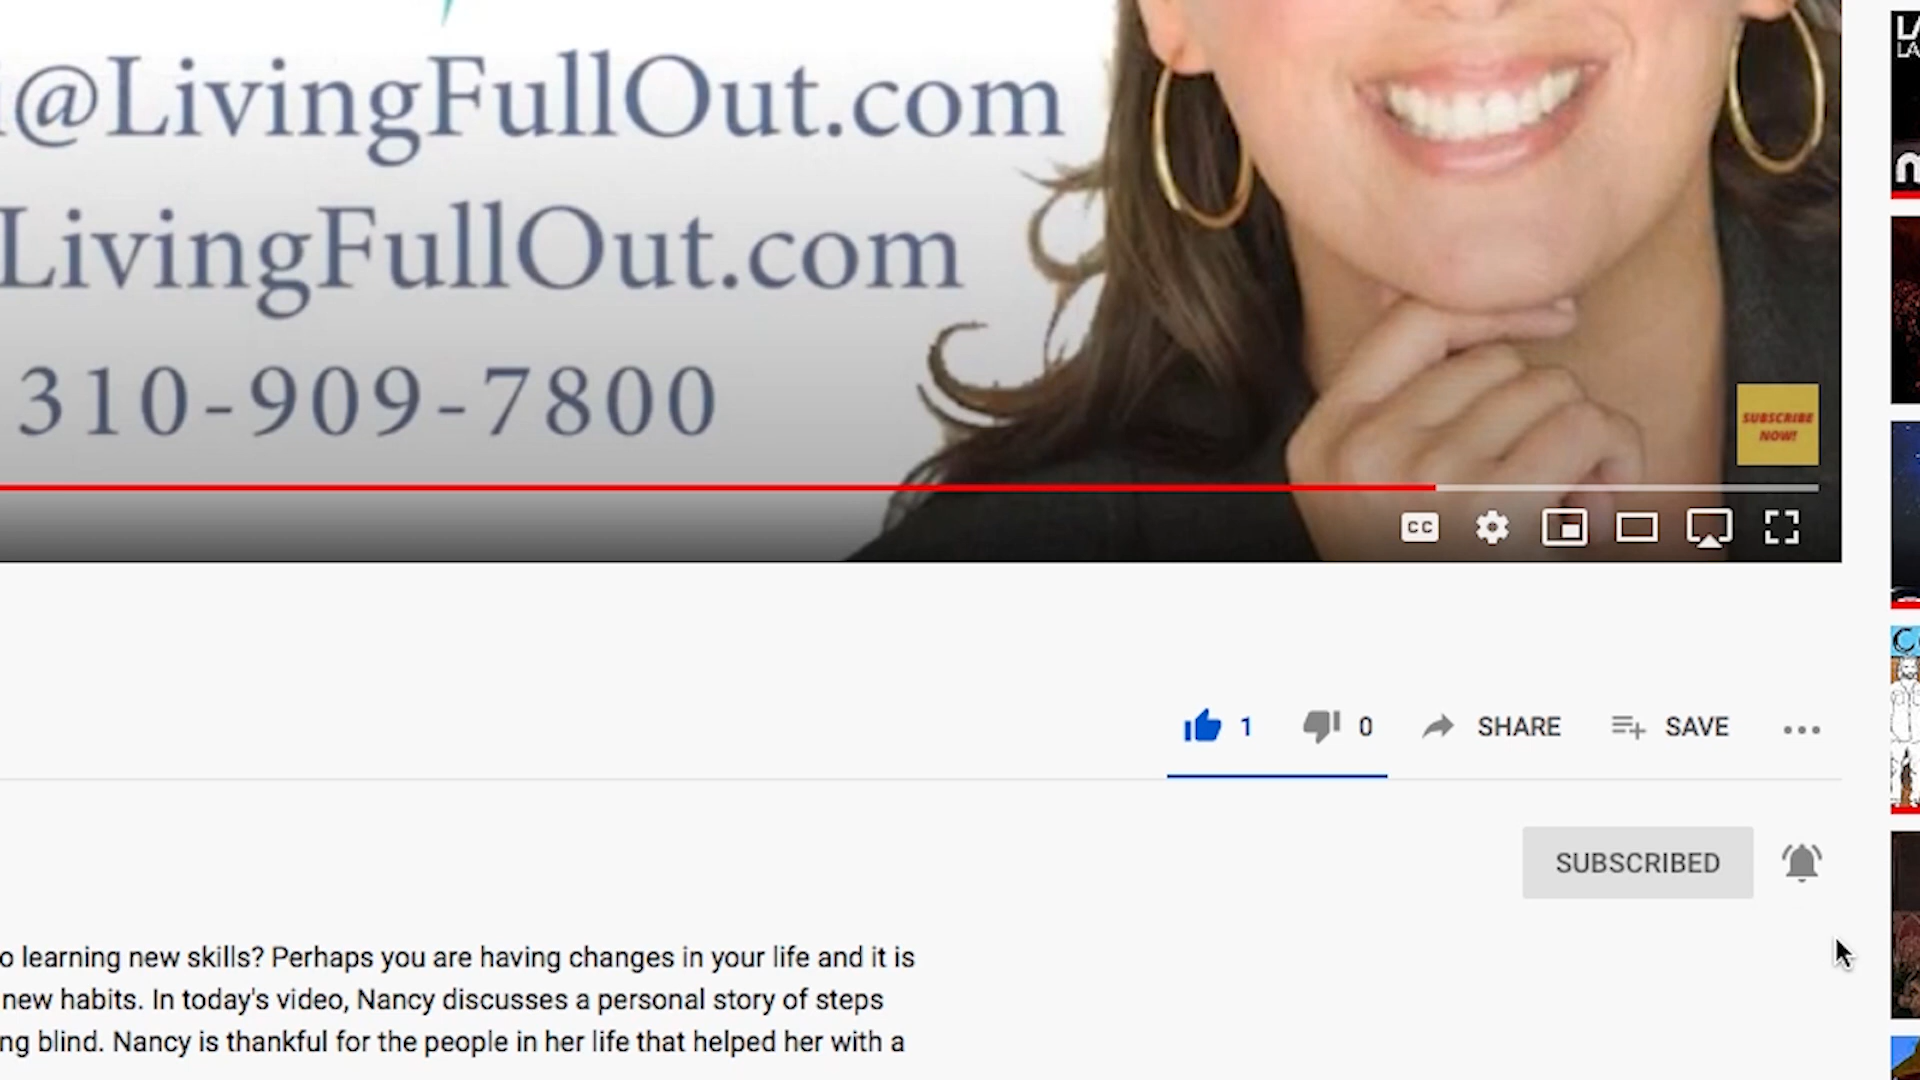 i@LivingFullOut.com
LivingFullOut.com
310-909-7800
SUBSCRIBE
NOW!
CC
1 0 SHARE SAVE
SUBSCRIBED
o learning new skills? Perhaps you are having changes in your life and it is
new habits. In today's video, Nancy discusses a personal story of steps
ng blind. Nancy is thankful for the people in her life that helped her with a